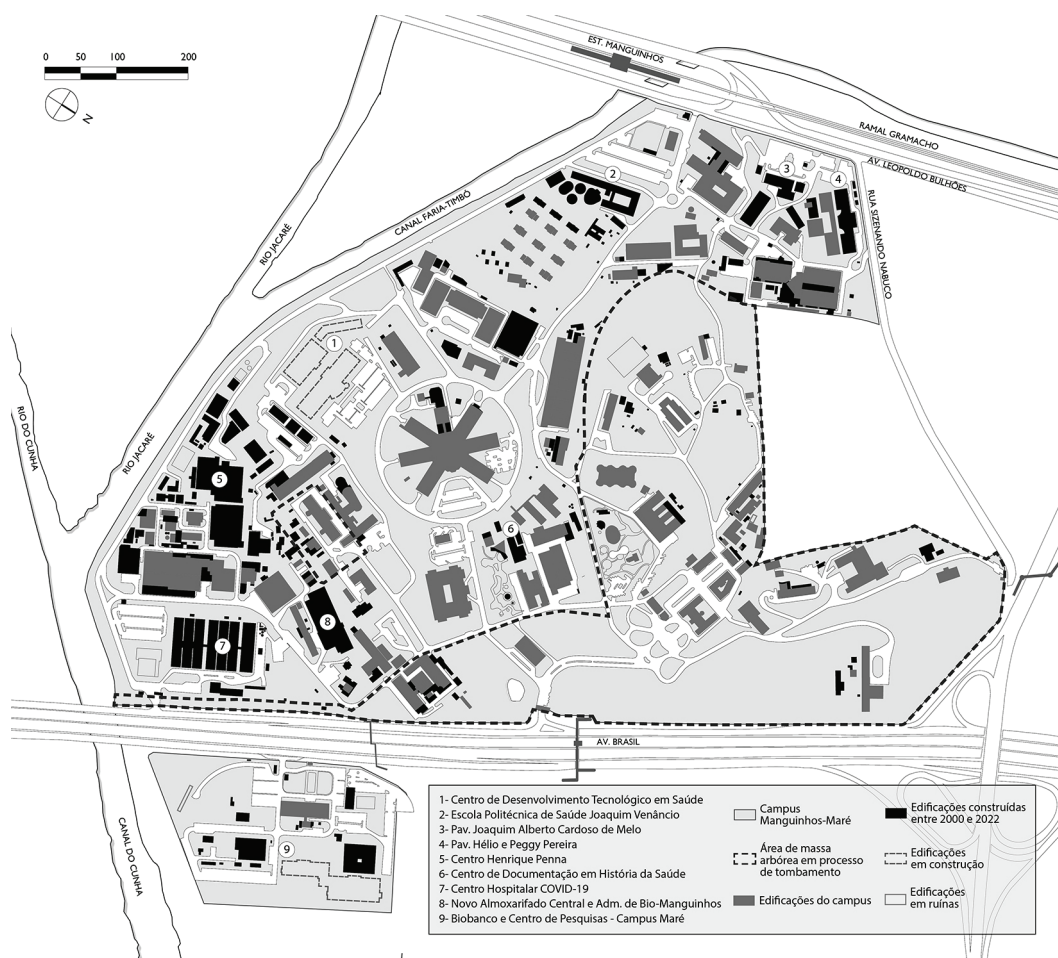 0 50 100 200
N
EST. MANGUINHOS
RAMAL GRAMACHO
AV. LEOPOLDO BULHÕES
RUA SIZENANDO NABUCO
CANAL FARIA-TIMBÓ
RIO JACARÉ
RIO JACARÉ
RIO DO CUNHA
CANAL DO CUNHA
AV. BRASIL
2
3
4
1
5
6
8
7
9
1- Centro de Desenvolvimento Tecnológico em Saúde
2- Escola Politécnica de Saúde Joaquim Venâncio
3- Pav. Joaquim Alberto Cardoso de Melo
4- Pav. Hélio e Peggy Pereira
5- Centro Henrique Penna
6- Centro de Documentação em História da Saúde
7- Centro Hospitalar COVID-19
8- Novo Almoxarifado Central e Adm. de Bio-Manguinhos
9- Biobanco e Centro de Pesquisas - Campus Maré
Campus
Manguinhos-Maré
Área de massa
arbórea em processo
de tombamento
Edificações do campus
Edificações construídas
entre 2000 e 2022
Edificações
em construção
Edificações
em ruínas